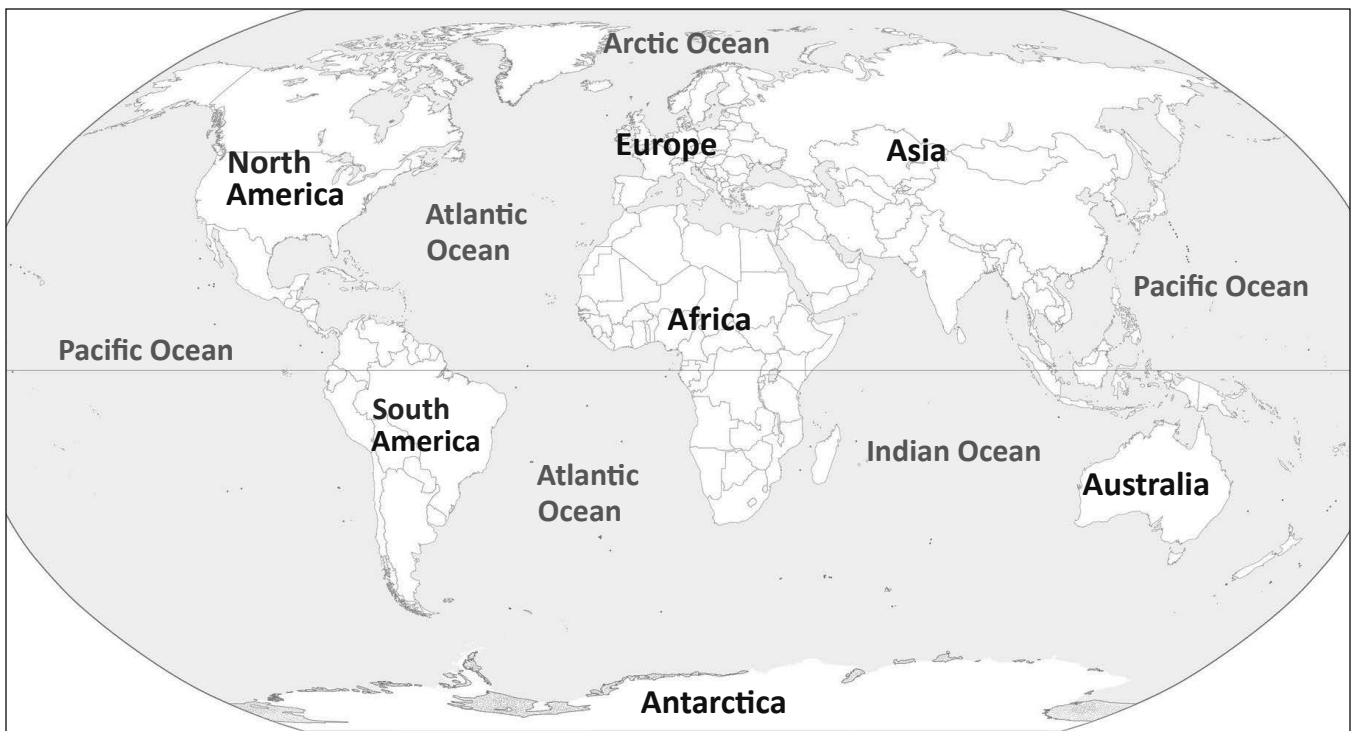 Arctic Ocean
Europe
Asia
North
America
Atlantic
Ocean
Pacific Ocean
Africa
Pacific Ocean
South
America
Indian Ocean
Atlantic
Ocean
Australia
Antarctica